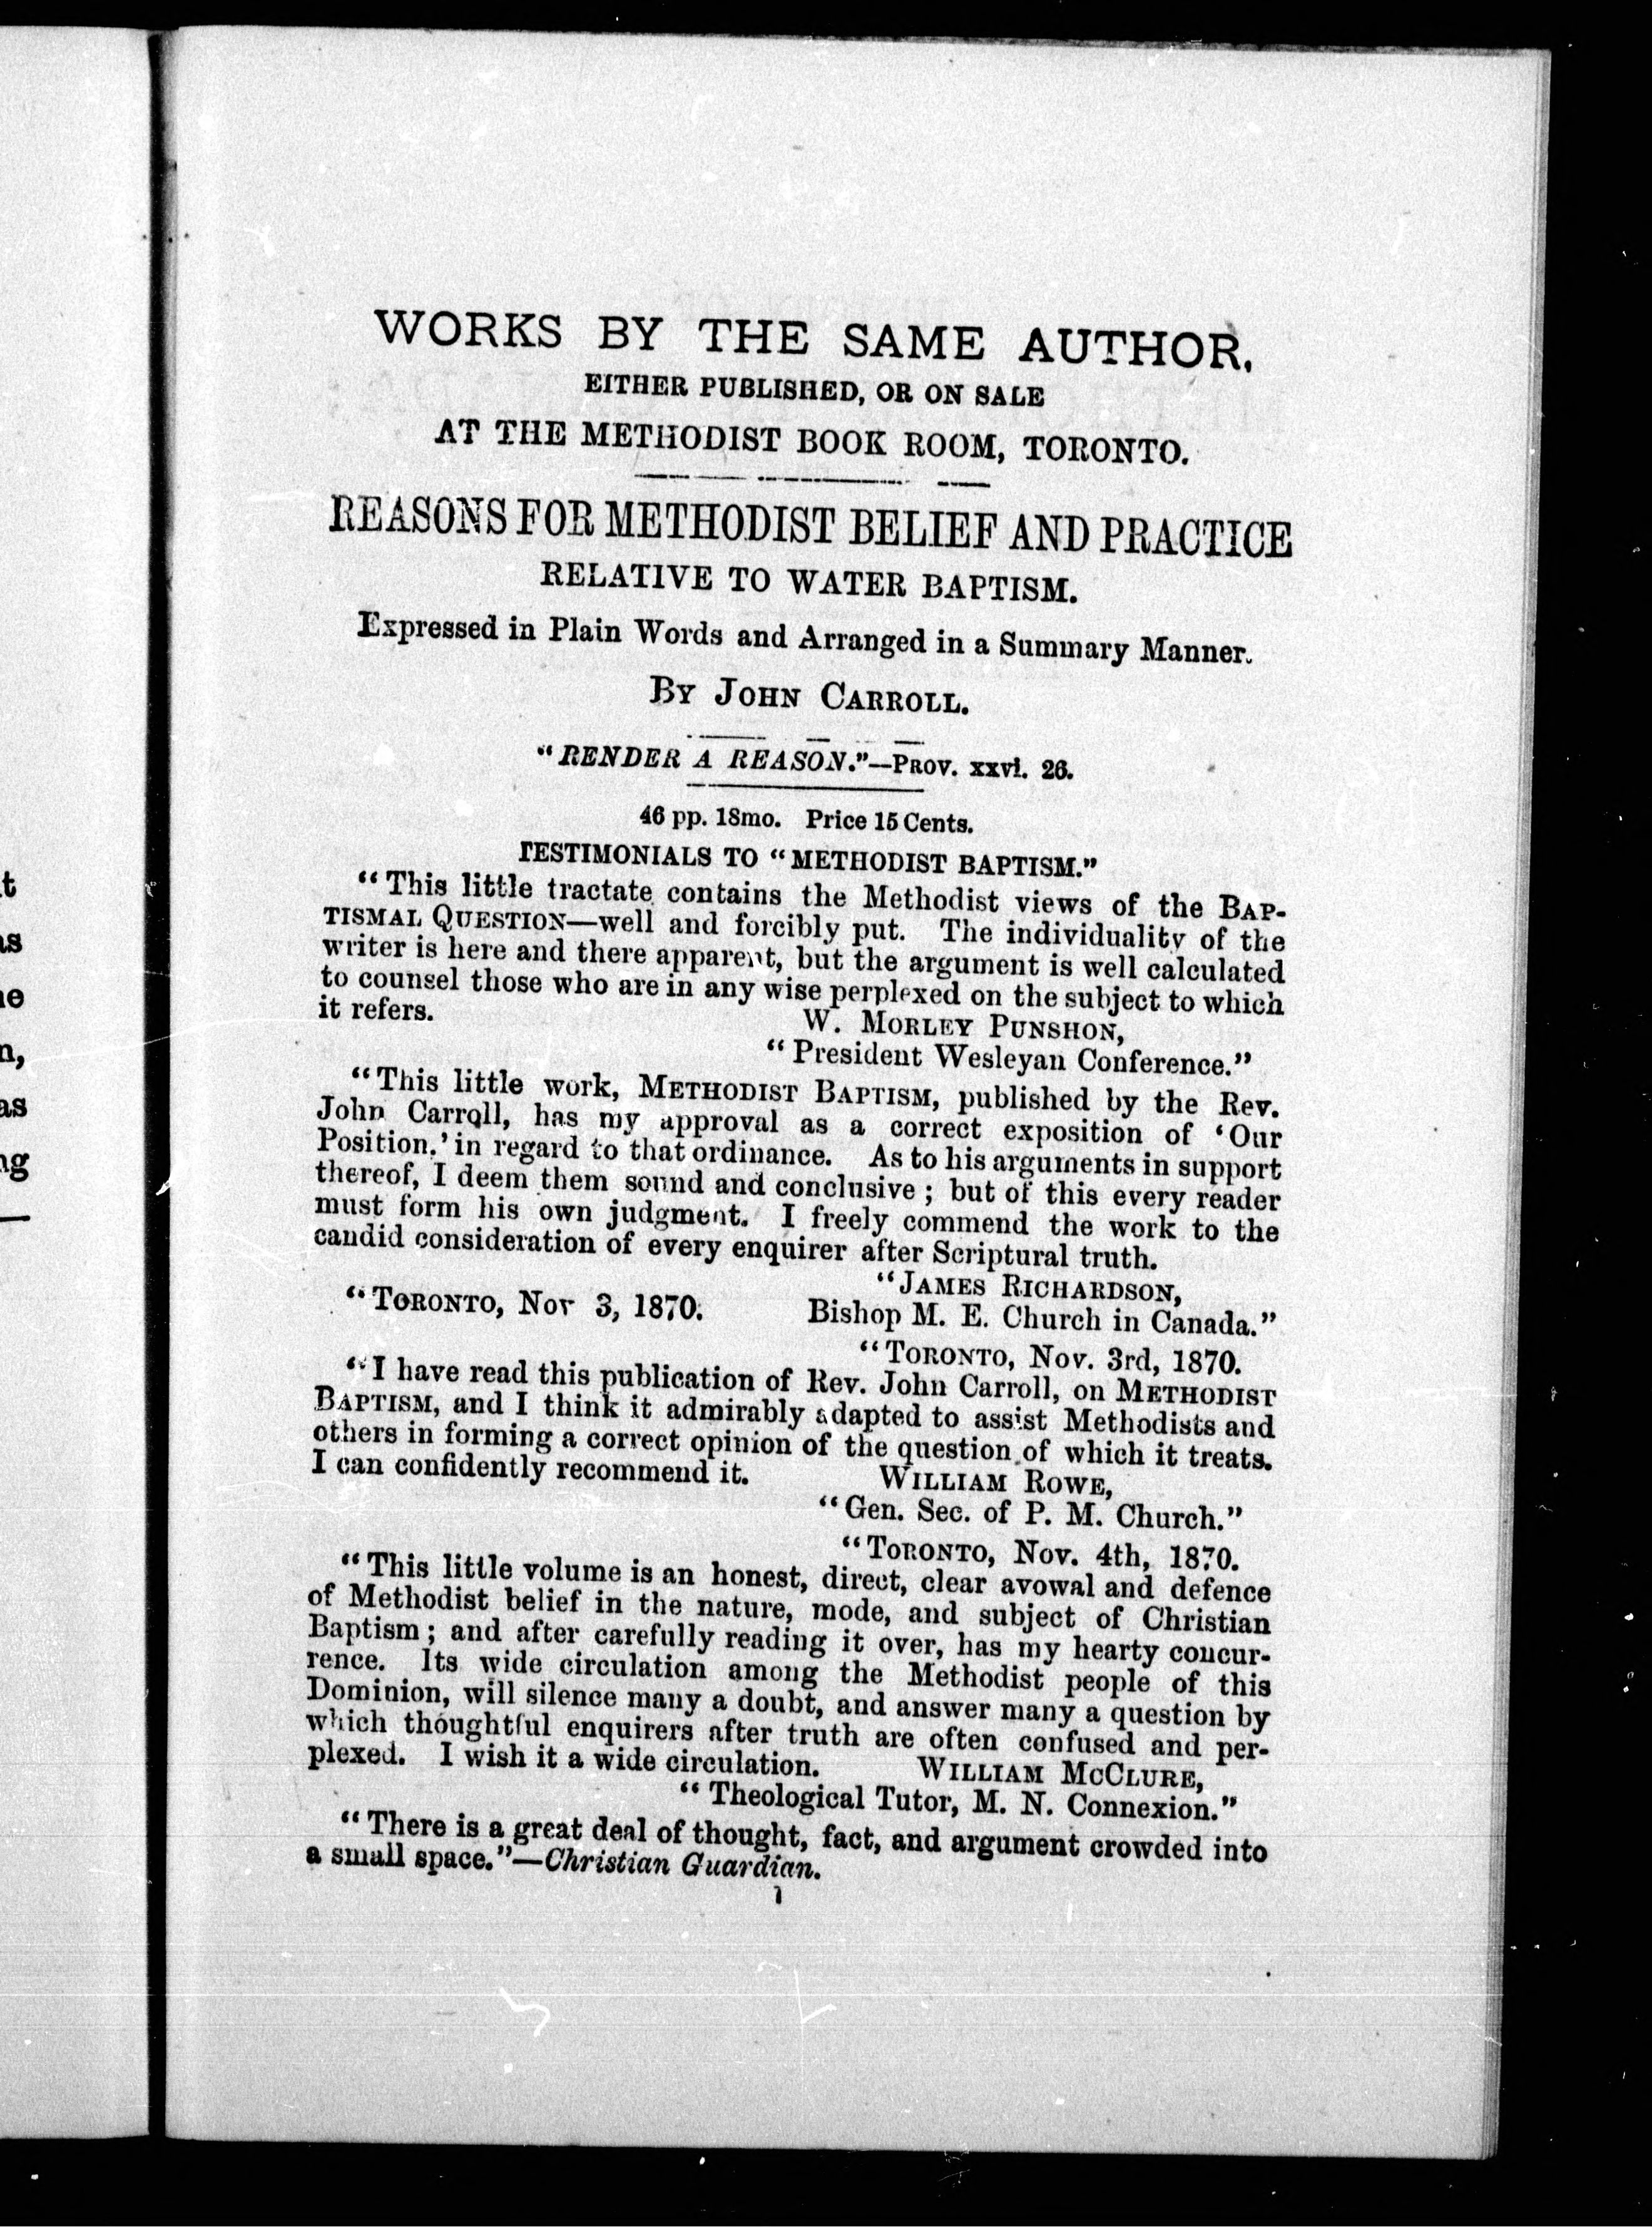 WORKS BY THE SAME AUTHOR,
EITHER PUBLISHED, OR ON SALE
AT THE METHODIST BOOK ROOM, TORONTO.
REASONS FOR METHODIST BELIEF AND PRACTICE
RELATIVE TO WATER BAPTISM.
Expressed in Plain Words and Arranged in a Summary Manner.
BY JOHN CARROLL.
"RENDER A REASON."—PROV. xxvi. 26.
46 pp. 18mo. Price 15 Cents.
TESTIMONIALS TO "METHODIST BAPTISM."
"This little tractate contains the Methodist views of the BAP-
TISMAL QUESTION—well and forcibly put. The individuality of the
writer is here and there apparent, but the argument is well calculated
to counsel those who are in any wise perplexed on the subject to which
it refers. W. MORLEY PUNSHON,
"President Wesleyan Conference."
"This little work, METHODIST BAPTISM, published by the Rev.
John Carroll, has my approval as a correct exposition of 'Our
Position,' in regard to that ordinance. As to his arguments in support
thereof, I deem them sound and conclusive; but of this every reader
must form his own judgment. I freely commend the work to the
candid consideration of every enquirer after Scriptural truth.
"JAMES RICHARDSON,
"TORONTO, Nov 3, 1870. Bishop M. E. Church in Canada."
"TORONTO, Nov. 3rd, 1870.
"I have read this publication of Rev. John Carroll, on METHODIST
BAPTISM, and I think it admirably adapted to assist Methodists and
others in forming a correct opinion of the question of which it treats.
I can confidently recommend it. WILLIAM ROWE,
"Gen. Sec. of P. M. Church."
"TORONTO, Nov. 4th, 1870.
"This little volume is an honest, direct, clear avowal and defence
of Methodist belief in the nature, mode, and subject of Christian
Baptism; and after carefully reading it over, has my hearty concur-
rence. Its wide circulation among the Methodist people of this
Dominion, will silence many a doubt, and answer many a question by
which thoughtful enquirers after truth are often confused and per-
plexed. I wish it a wide circulation. WILLIAM MCCLURE,
"Theological Tutor, M. N. Connexion."
"There is a great deal of thought, fact, and argument crowded into
a small space."—Christian Guardian.
1